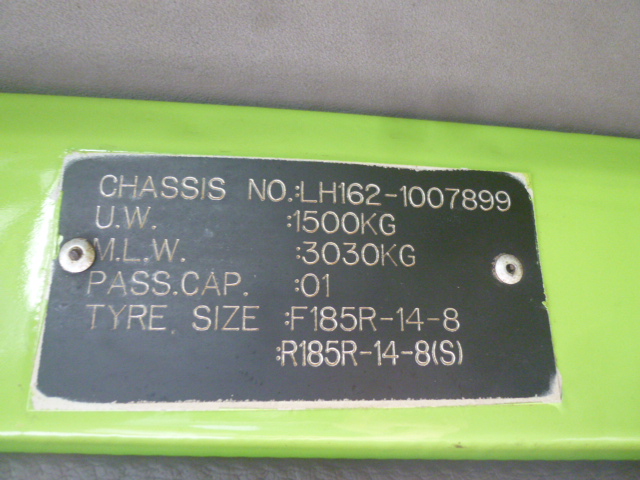 CHASSIS NO.:LH162-1007899
U.W. :1500KG
M.L.W. :3030KG
PASS.CAP. :01
TYRE. SIZE :F185R-14-8
:R185R-14-8(S)